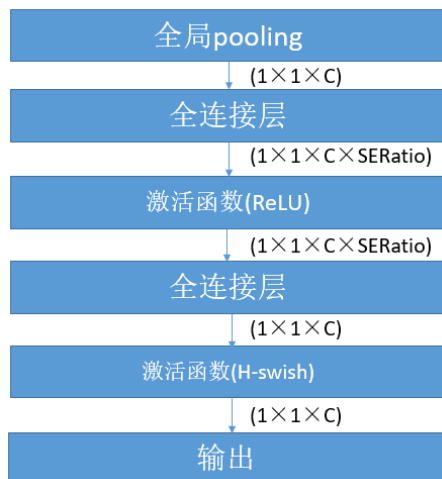 全局pooling
(1×1×C)
全连接层
(1×1×C×SERatio)
激活函数(ReLU)
(1×1×C×SERatio)
全连接层
(1×1×C)
激活函数(H-swish)
(1×1×C)
输出